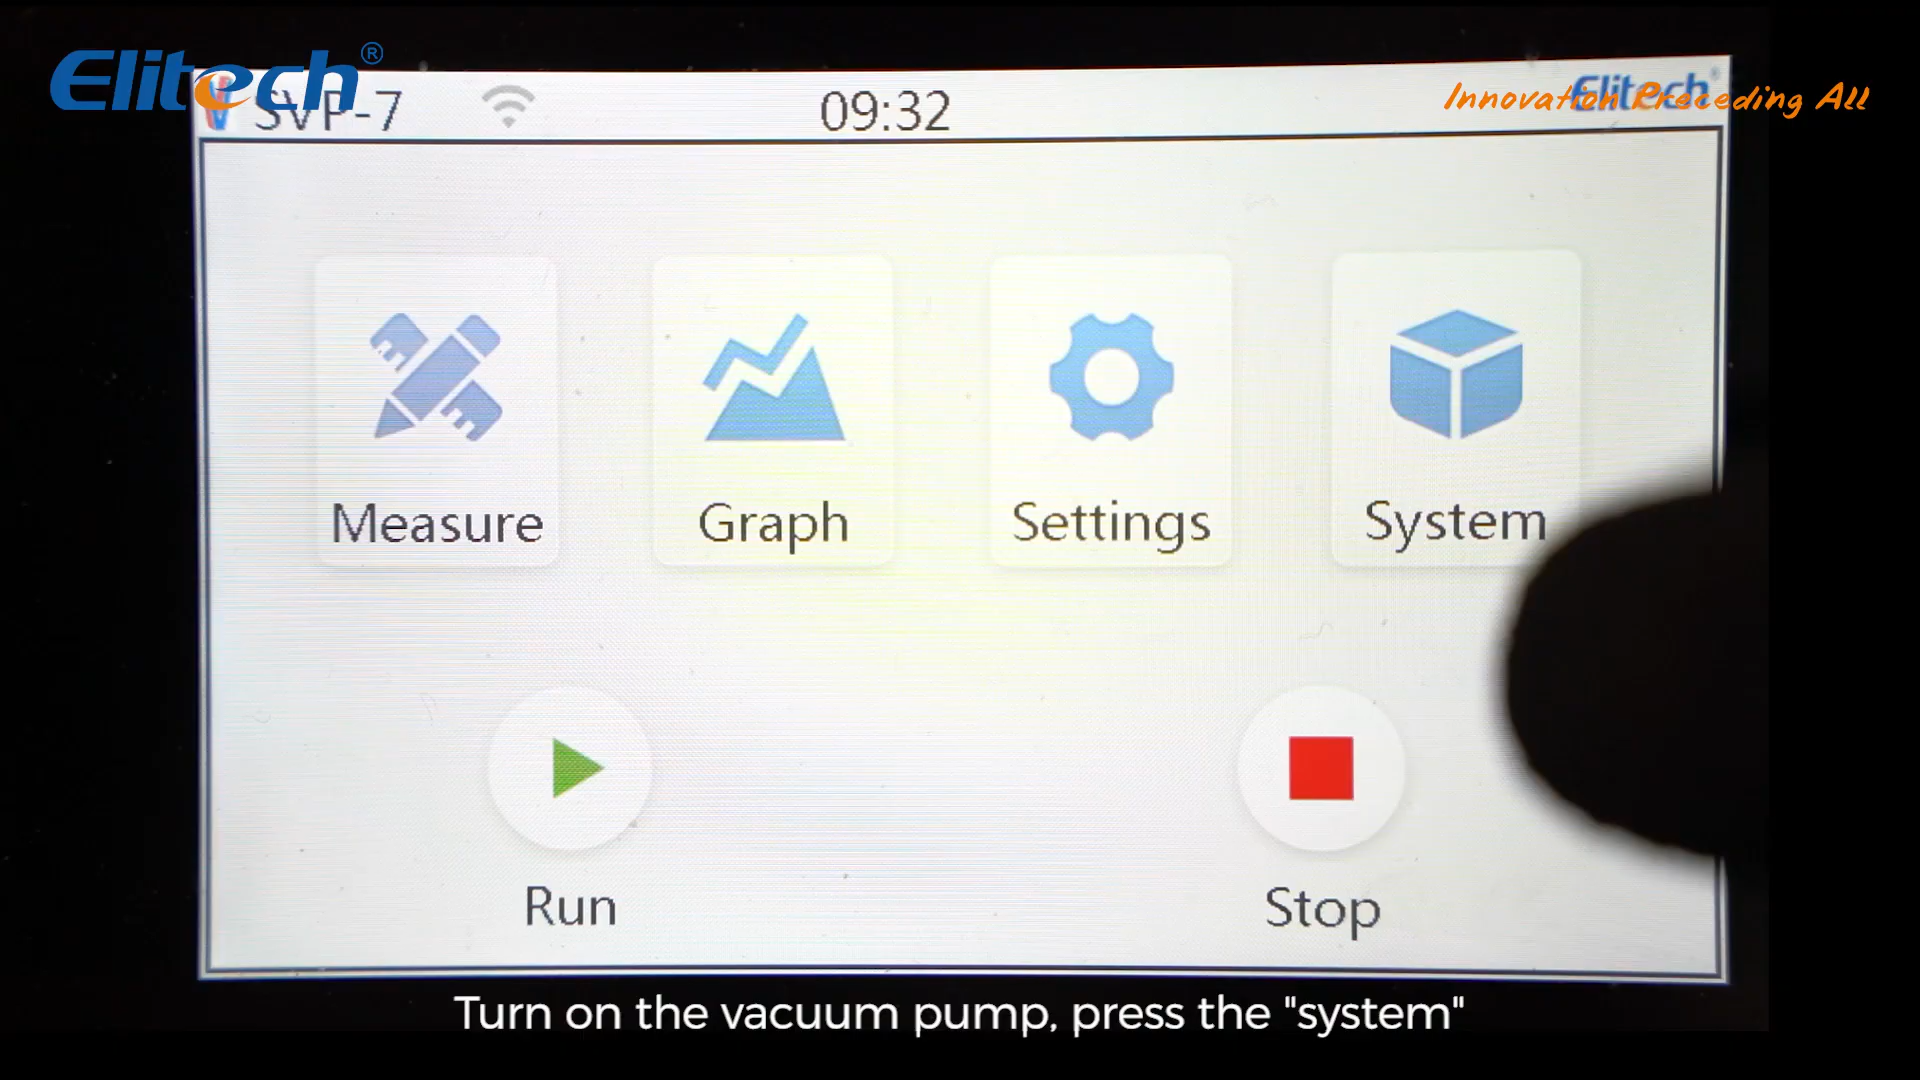 Elitech®
SVP-7
09:32
Elitech®
Innovation Preceding All
Measure
Graph
Settings
System
Run
Stop
Turn on the vacuum pump, press the "system"